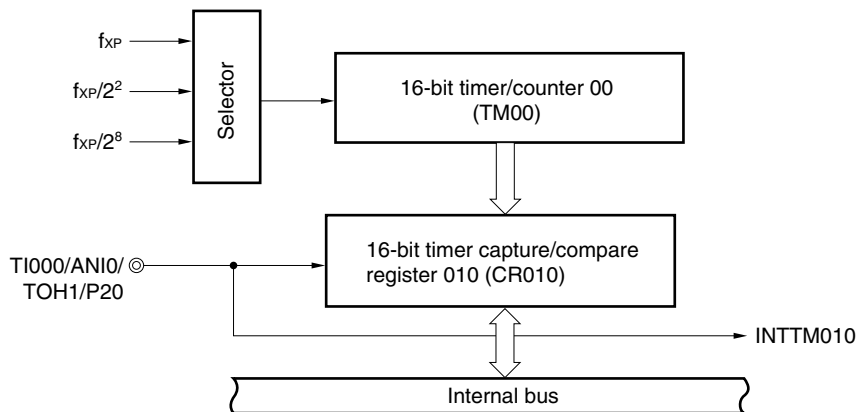 fXP
fXP/2²
fXP/2⁸
Selector
16-bit timer/counter 00
(TM00)
16-bit timer capture/compare
register 010 (CR010)
TI000/ANI0/
TOH1/P20
INTTM010
Internal bus